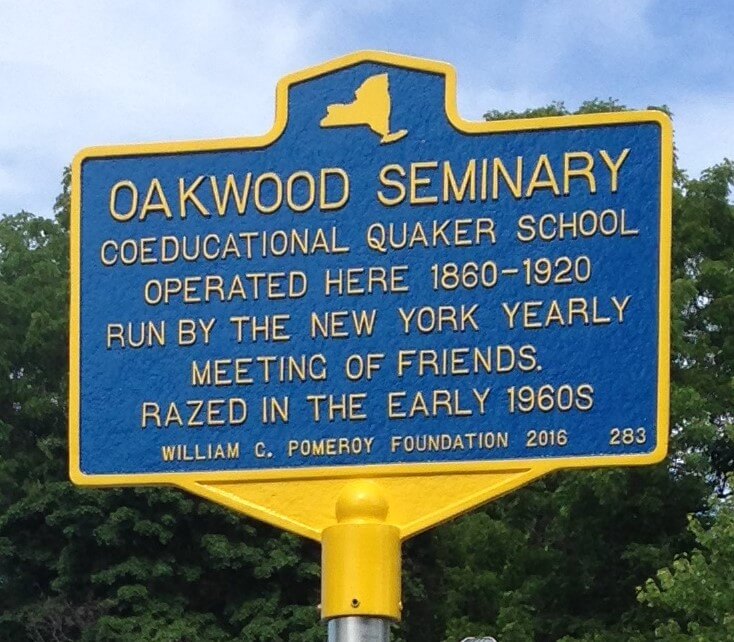 OAKWOOD SEMINARY
COEDUCATIONAL QUAKER SCHOOL
OPERATED HERE 1860-1920
RUN BY THE NEW YORK YEARLY
MEETING OF FRIENDS.
RAZED IN THE EARLY 1960S
WILLIAM G. POMEROY FOUNDATION 2016 283